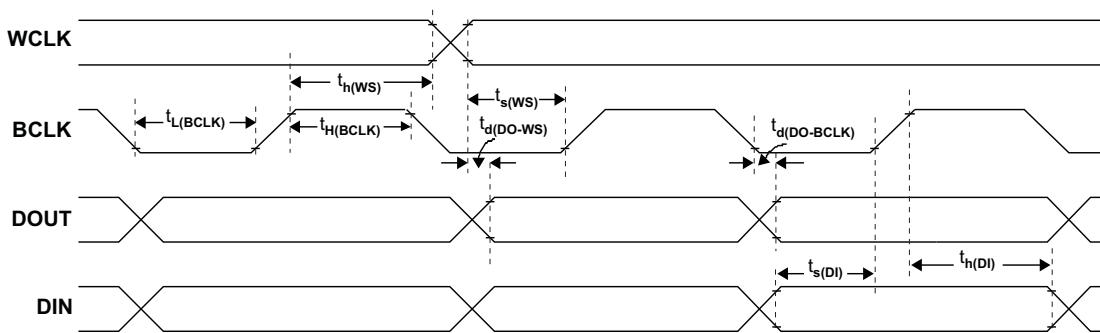 WCLK
th(WS)
ts(WS)
tL(BCLK)
tH(BCLK)
td(DO-WS)
td(DO-BCLK)
BCLK
DOUT
ts(DI)
th(DI)
DIN